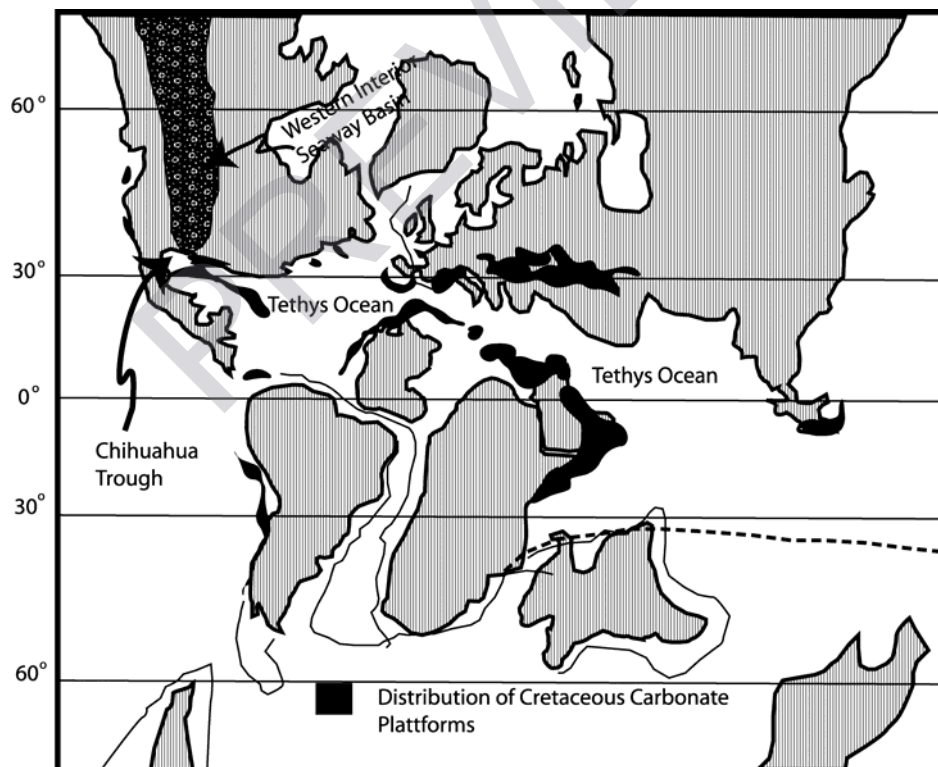 PREVI
Western Interior
Seaway Basin
60°
30°
Tethys Ocean
Tethys Ocean
0°
Chihuahua
Trough
30°
60°
Distribution of Cretaceous Carbonate
Plattforms